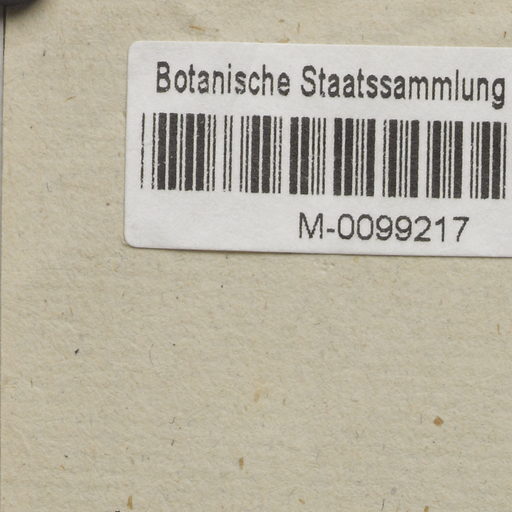 Botanische Staatssammlung
M-0099217